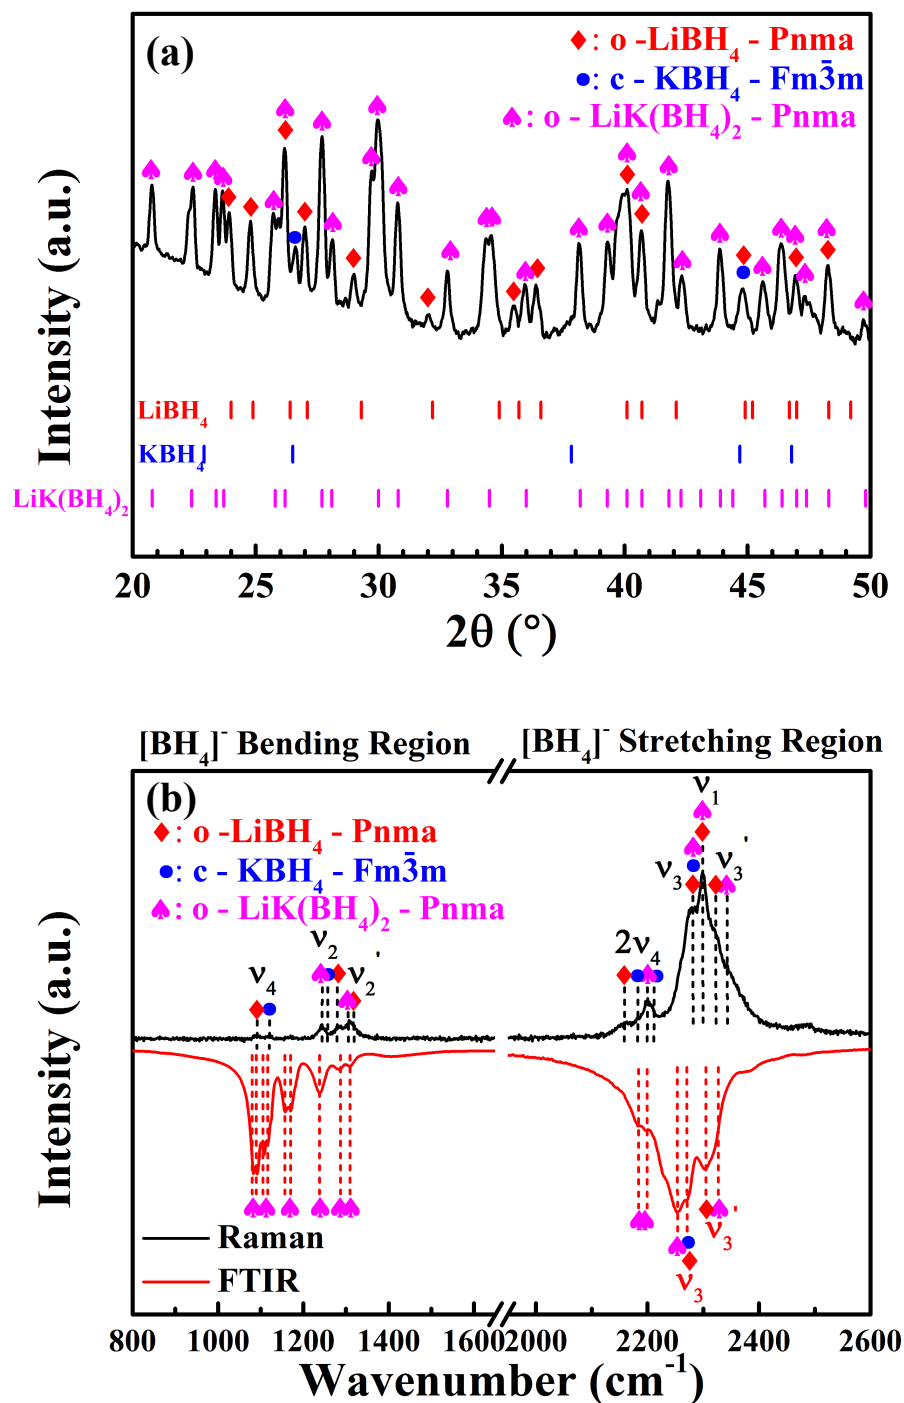 (a)
♦: o -LiBH₄ - Pnma
●: c - KBH₄ - Fm3̄m
♠: o - LiK(BH₄)₂ - Pnma
Intensity (a.u.)
LiBH₄
KBH₄
LiK(BH₄)₂
20 25 30 35 40 45 50
2θ (°)
[BH₄]⁻ Bending Region [BH₄]⁻ Stretching Region
(b)
♦: o -LiBH₄ - Pnma
●: c - KBH₄ - Fm3̄m
♠: o - LiK(BH₄)₂ - Pnma
ν₁
ν₃ ν₃'
ν₂ 2ν₄
ν₄ ν₂'
Intensity (a.u.)
ν₃'
ν₃
Raman
FTIR
800 1000 1200 1400 1600 2000 2200 2400 2600
Wavenumber (cm⁻¹)